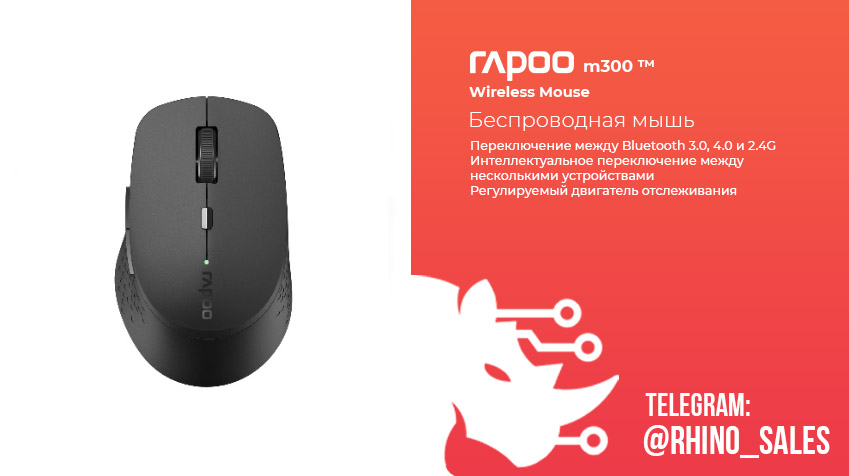 rapoo
rapoo m300 ™
Wireless Mouse
Беспроводная мышь
Переключение между Bluetooth 3.0, 4.0 и 2.4G
Интеллектуальное переключение между
несколькими устройствами
Регулируемый двигатель отслеживания
TELEGRAM:
@RHINO_SALES